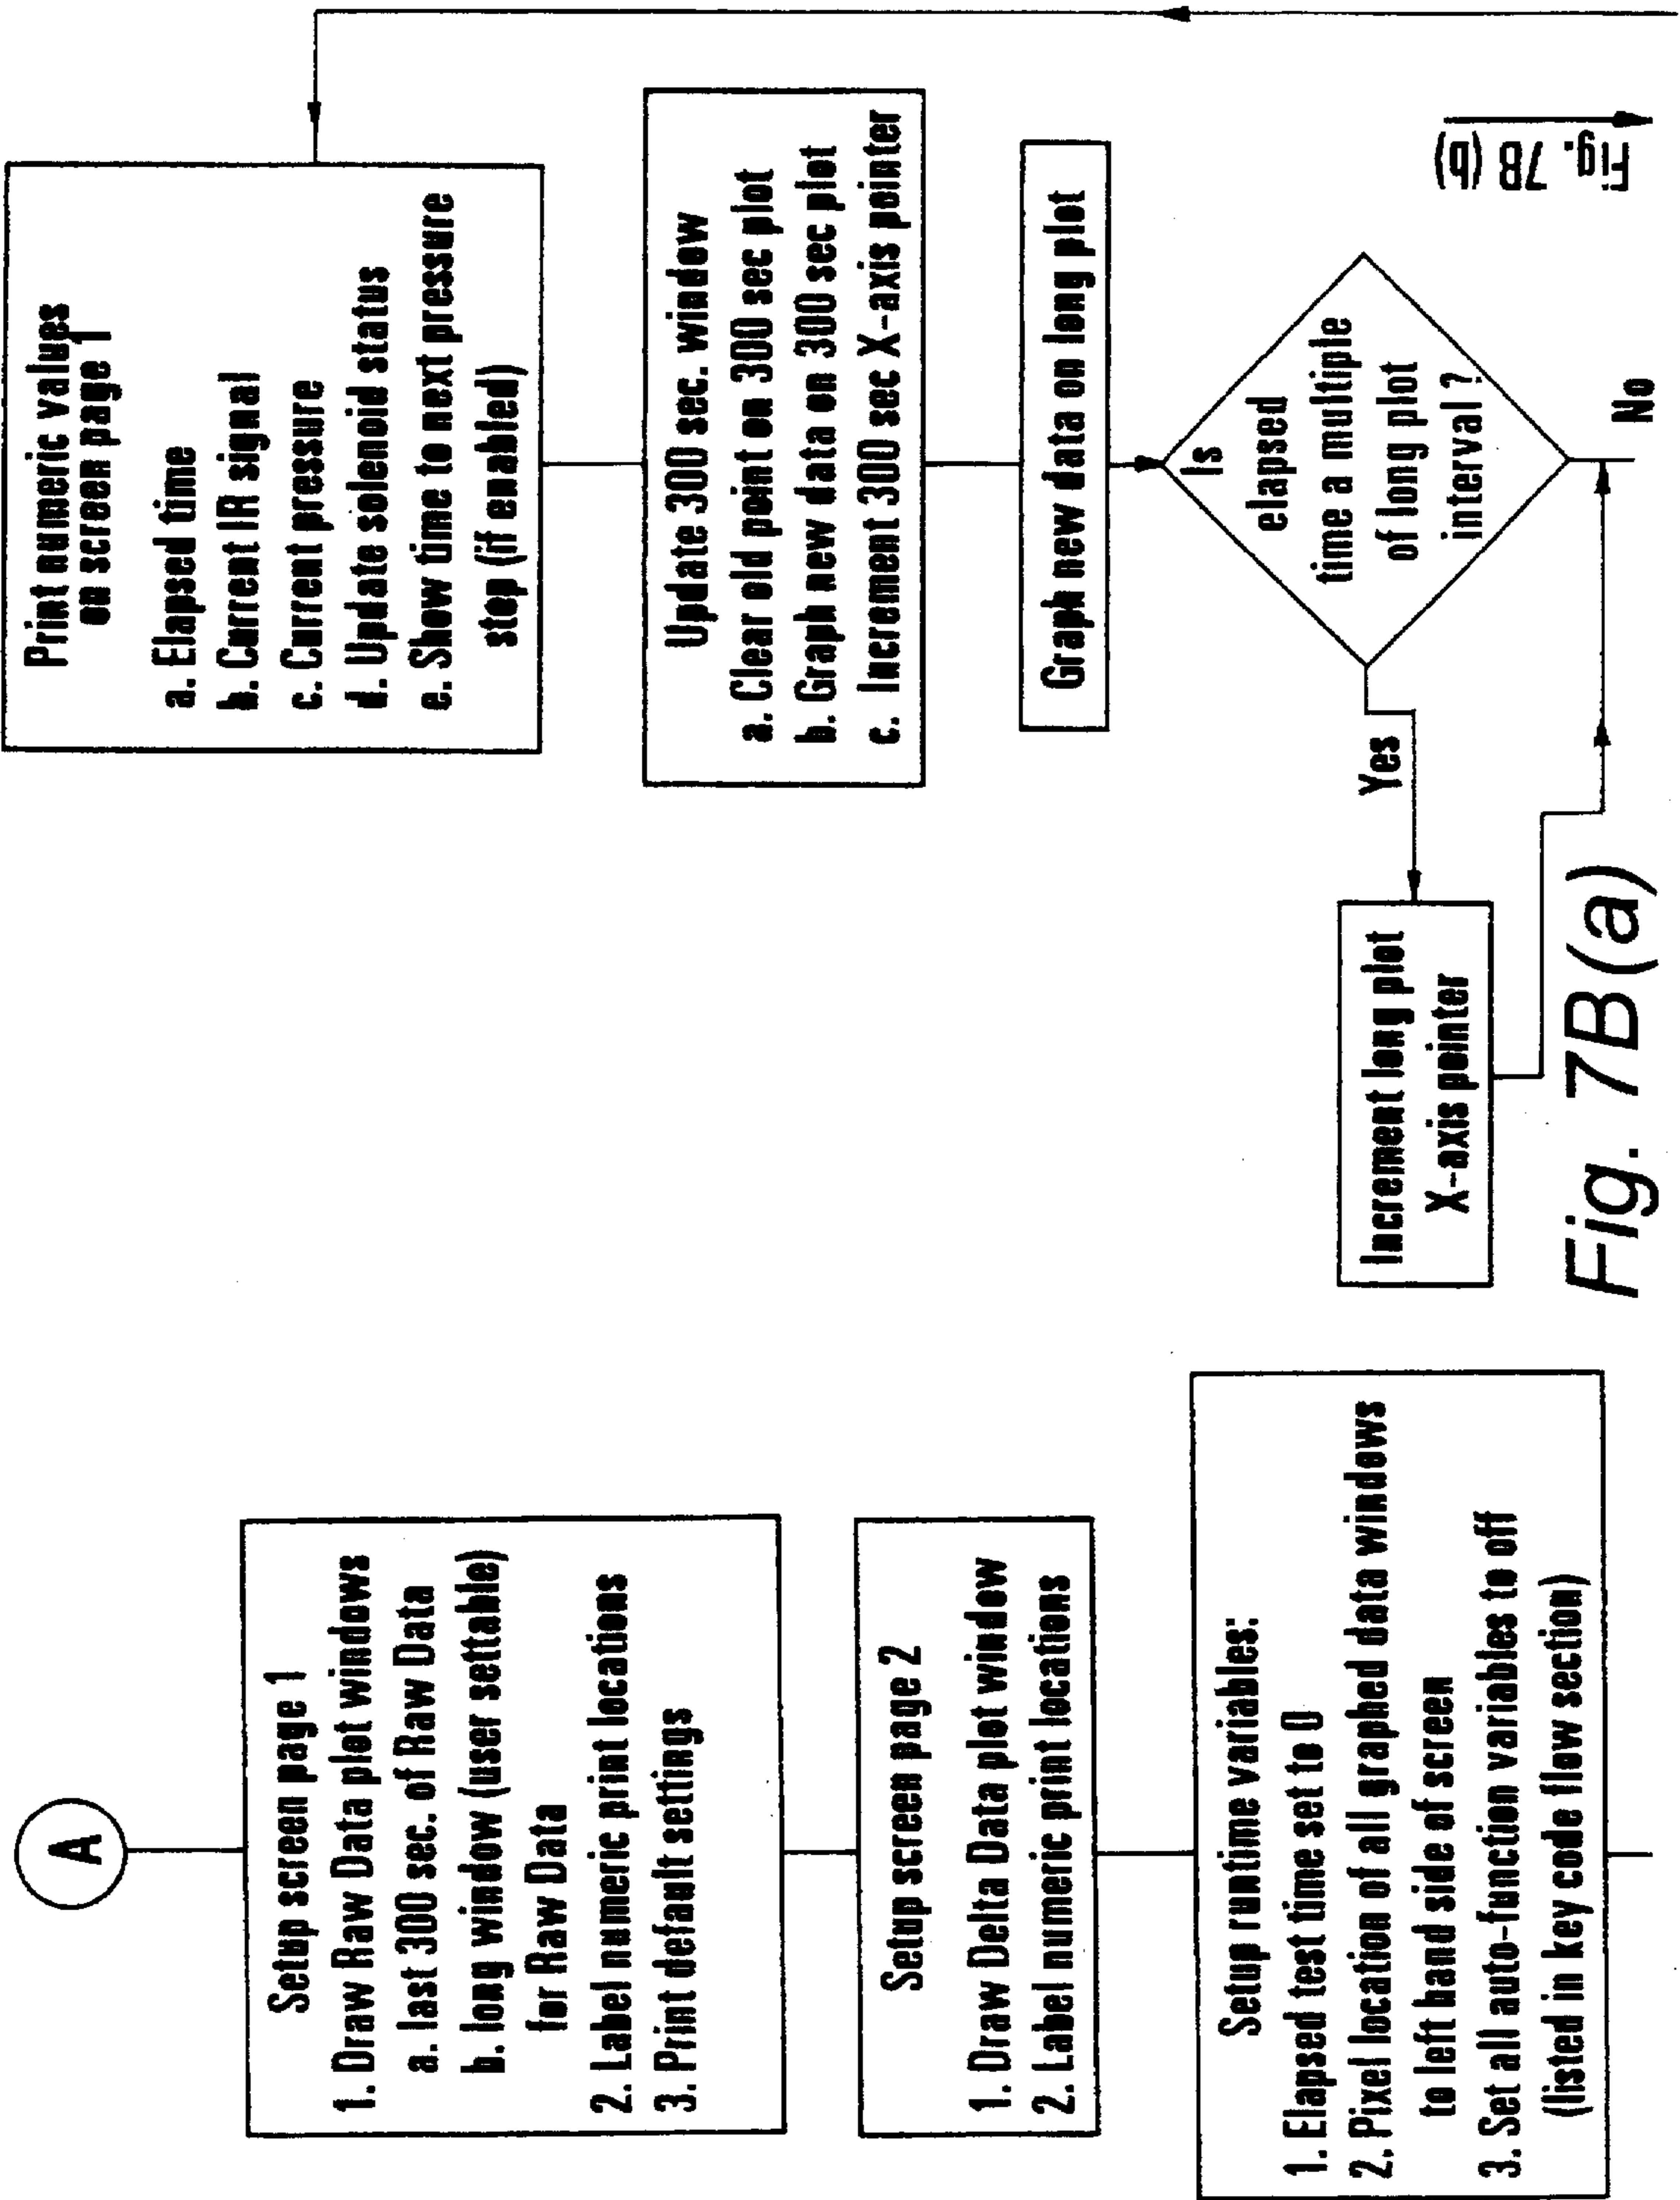 A
Setup screen page 1
1. Draw Raw Data plot windows
a. last 300 sec. of Raw Data
b. long window (user settable)
for Raw Data
2. Label numeric print locations
3. Print default settings
Setup screen page 2
1. Draw Delta Data plot window
2. Label numeric print locations
Setup runtime variables:
1. Elapsed test time set to 0
2. Pixel location of all graphed data windows
to left hand side of screen
3. Set all auto-function variables to off
(listed in key code flow section)
Print numeric values
on screen page 1
a. Elapsed time
b. Current IR signal
c. Current pressure
d. Update solenoid status
e. Show time to next pressure
step (if enabled)
Update 300 sec. window
a. Clear old point on 300 sec plot
b. Graph new data on 300 sec plot
c. Increment 300 sec X-axis pointer
Graph new data on long plot
Is
elapsed
time a multiple
of long plot
interval ?
Yes
No
Increment long plot
X-axis pointer
Fig. 7B (b)
Fig. 7B(a)